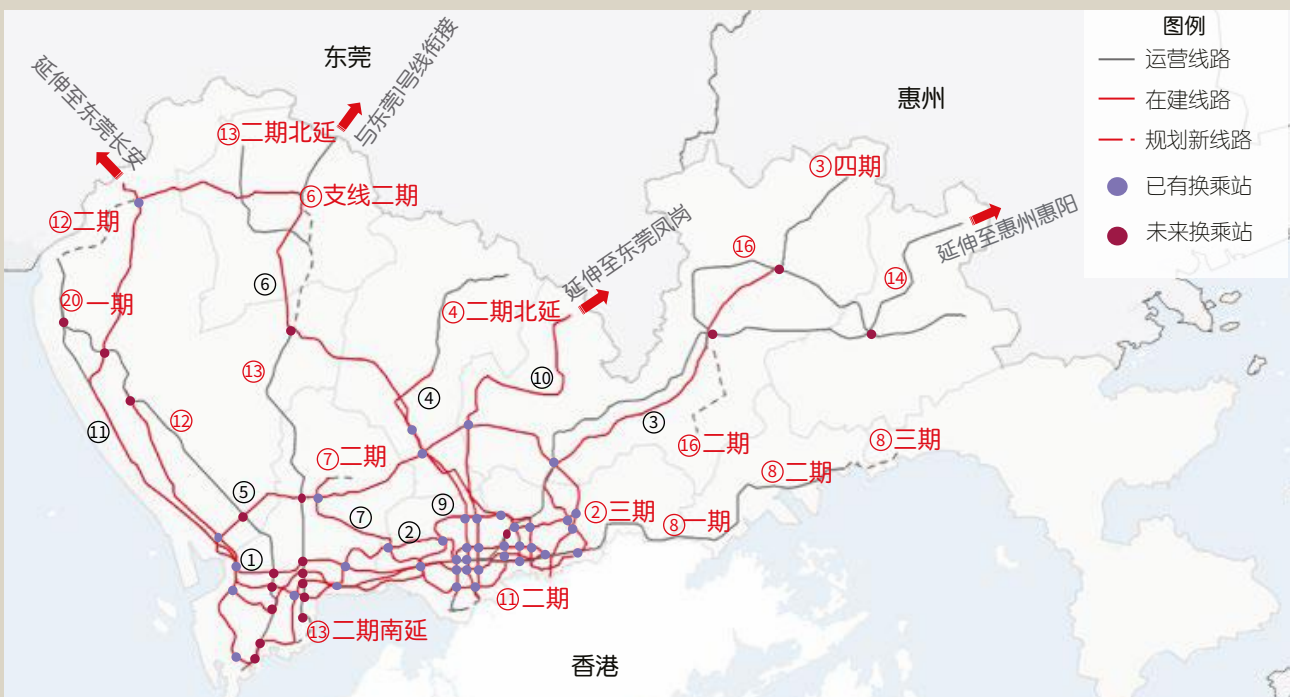 图例
运营线路
在建线路
规划新线路
已有换乘站
未来换乘站
东莞
惠州
香港
延伸至东莞长安
与东莞1号线衔接
延伸至东莞凤岗
延伸至惠州惠阳
⑬二期北延
⑥支线二期
⑫二期
⑳一期
⑥
④二期北延
③四期
⑯
⑭
⑬
④
⑩
③
⑪
⑫
⑯二期
⑧三期
⑦二期
⑧二期
⑤
⑨
⑦
②
②三期
⑧一期
①
⑪二期
⑬二期南延